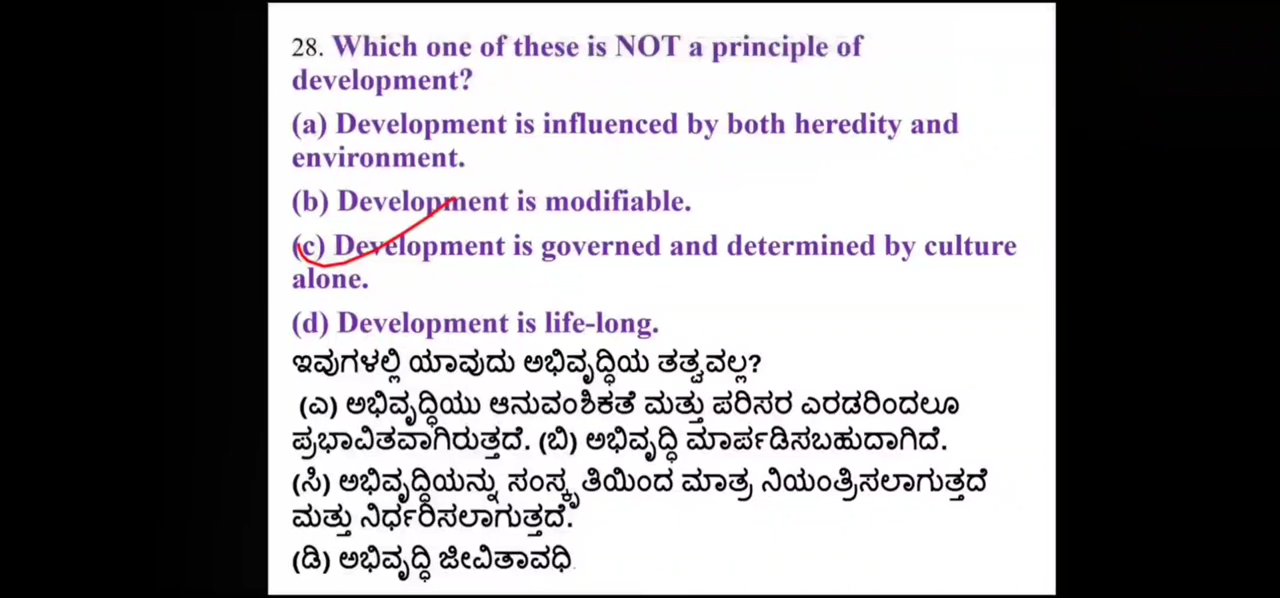 28. Which one of these is NOT a principle of
development?
(a) Development is influenced by both heredity and
environment.
(b) Development is modifiable.
(c) Development is governed and determined by culture
alone.
(d) Development is life-long.
ಇವುಗಳಲ್ಲಿ ಯಾವುದು ಅಭಿವೃದ್ಧಿಯ ತತ್ವವಲ್ಲ?
(ಎ) ಅಭಿವೃದ್ಧಿಯು ಆನುವಂಶಿಕತೆ ಮತ್ತು ಪರಿಸರ ಎರಡರಿಂದಲೂ
ಪ್ರಭಾವಿತವಾಗಿರುತ್ತದೆ. (ಬಿ) ಅಭಿವೃದ್ಧಿ ಮಾರ್ಪಡಿಸಬಹುದಾಗಿದೆ.
(ಸಿ) ಅಭಿವೃದ್ಧಿಯನ್ನು ಸಂಸ್ಕೃತಿಯಿಂದ ಮಾತ್ರ ನಿಯಂತ್ರಿಸಲಾಗುತ್ತದೆ
ಮತ್ತು ನಿರ್ಧರಿಸಲಾಗುತ್ತದೆ.
(ಡಿ) ಅಭಿವೃದ್ಧಿ ಜೀವಿತಾವಧಿ